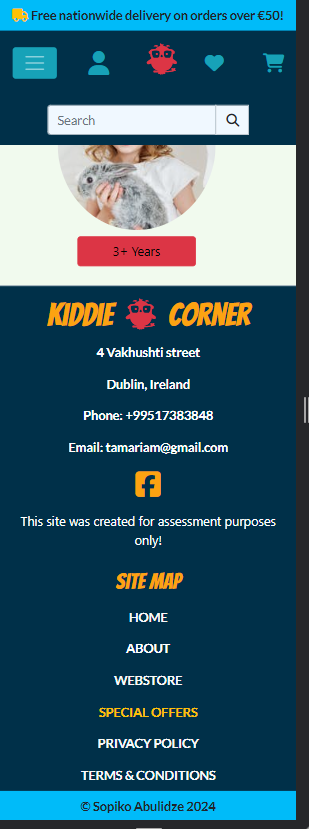 Free nationwide delivery on orders over €50!
Search
3+ Years
KIDDIE CORNER
4 Vakhushti street
Dublin, Ireland
Phone: +99517383848
Email: tamariam@gmail.com
This site was created for assessment purposes
only!
SITE MAP
HOME
ABOUT
WEBSTORE
SPECIAL OFFERS
PRIVACY POLICY
TERMS & CONDITIONS
© Sopiko Abulidze 2024